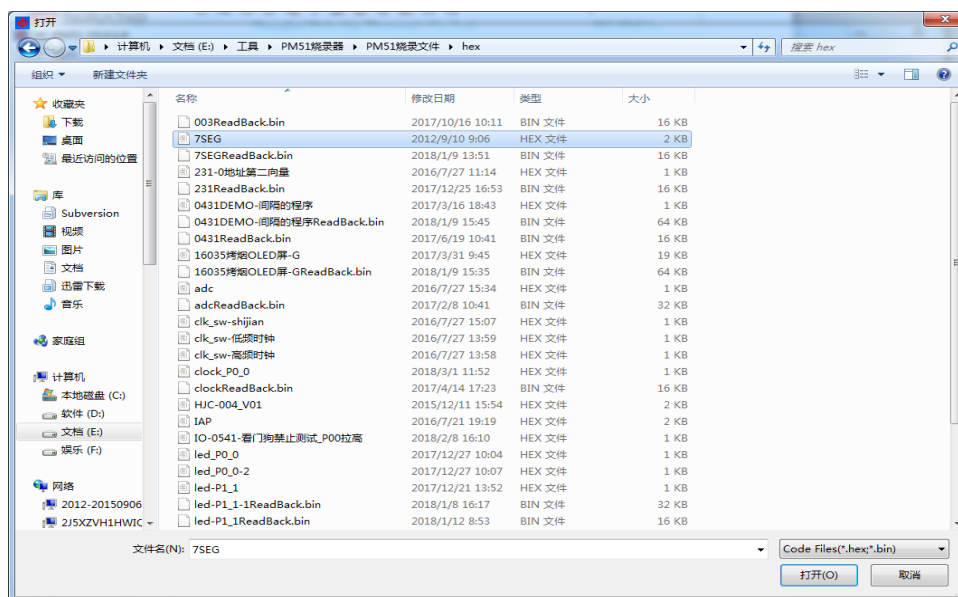 打开
计算机 文档 (E:) 工具 PM51烧录器 PM51烧录文件 hex
搜索 hex
组织 新建文件夹
收藏夹
下载
桌面
最近访问的位置
库
Subversion
视频
图片
文档
迅雷下载
音乐
家庭组
计算机
本地磁盘 (C:)
软件 (D:)
文档 (E:)
娱乐 (F:)
网络
2012-20150906
2J5XZVH1HWIC
名称 修改日期 类型 大小
003ReadBack.bin 2017/10/16 10:11 BIN 文件 16 KB
7SEG 2012/9/10 9:06 HEX 文件 2 KB
7SEGReadBack.bin 2018/1/9 13:51 BIN 文件 16 KB
231-0地址第二向量 2016/7/27 11:14 HEX 文件 1 KB
231ReadBack.bin 2017/12/25 16:53 BIN 文件 16 KB
0431DEMO-间隔的程序 2017/3/16 18:43 HEX 文件 1 KB
0431DEMO-间隔的程序ReadBack.bin 2018/1/9 15:45 BIN 文件 64 KB
0431ReadBack.bin 2017/6/19 10:41 BIN 文件 16 KB
16035烤烟OLED屏-G 2017/3/31 9:45 HEX 文件 19 KB
16035烤烟OLED屏-GReadBack.bin 2018/1/9 15:35 BIN 文件 64 KB
adc 2016/7/27 15:34 HEX 文件 1 KB
adcReadBack.bin 2017/2/8 10:41 BIN 文件 32 KB
clk_sw-shijian 2016/7/27 15:07 HEX 文件 1 KB
clk_sw-低频时钟 2016/7/27 13:59 HEX 文件 1 KB
clk_sw-高频时钟 2016/7/27 13:58 HEX 文件 1 KB
clock_P0_0 2018/3/1 11:52 HEX 文件 1 KB
clockReadBack.bin 2017/4/14 17:23 BIN 文件 16 KB
HJC-004_V01 2015/12/11 15:54 HEX 文件 2 KB
IAP 2016/7/21 19:19 HEX 文件 2 KB
IO-0541-看门狗禁止测试_P00拉高 2018/2/8 16:10 HEX 文件 1 KB
led_P0_0 2017/12/27 10:04 HEX 文件 1 KB
led_P0_0-2 2017/12/27 10:07 HEX 文件 1 KB
led-P1_1 2017/12/21 13:52 HEX 文件 1 KB
led-P1_1-1ReadBack.bin 2018/1/8 16:17 BIN 文件 32 KB
led-P1_1ReadBack.bin 2018/1/12 8:53 BIN 文件 16 KB
文件名(N): 7SEG
Code Files(*.hex;*.bin)
打开(O) 取消